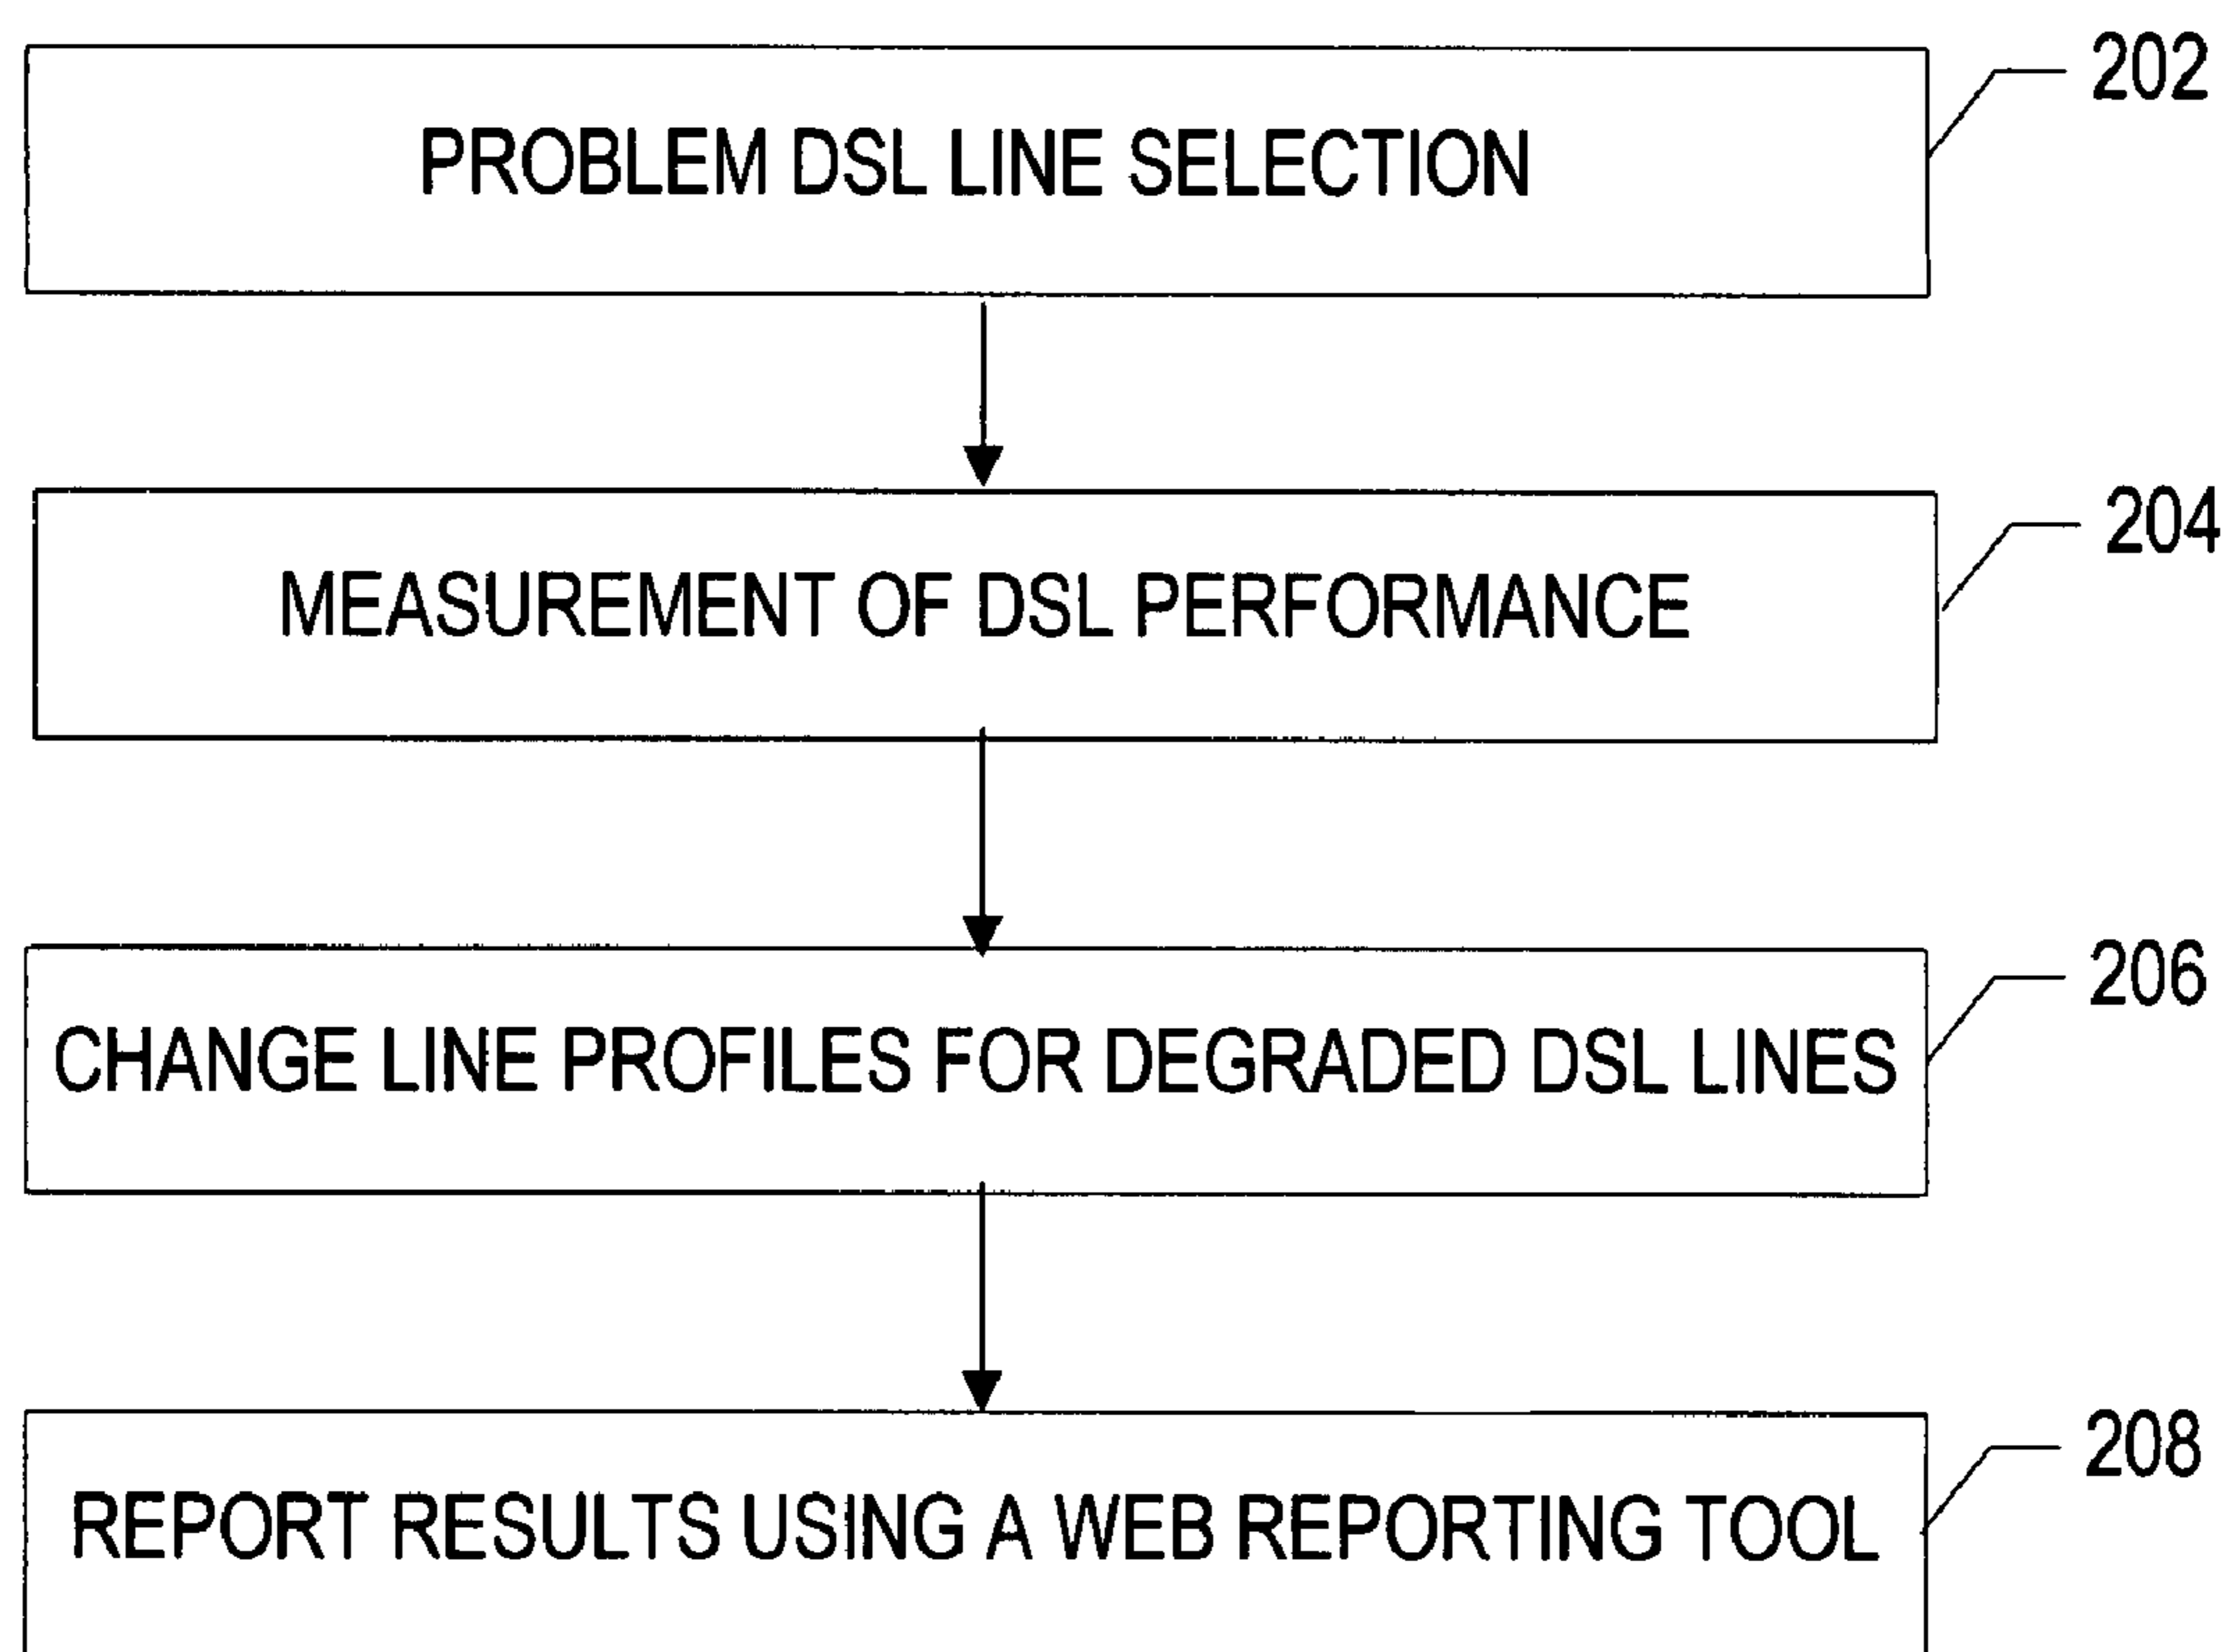 202
PROBLEM DSL LINE SELECTION
204
MEASUREMENT OF DSL PERFORMANCE
206
CHANGE LINE PROFILES FOR DEGRADED DSL LINES
208
REPORT RESULTS USING A WEB REPORTING TOOL